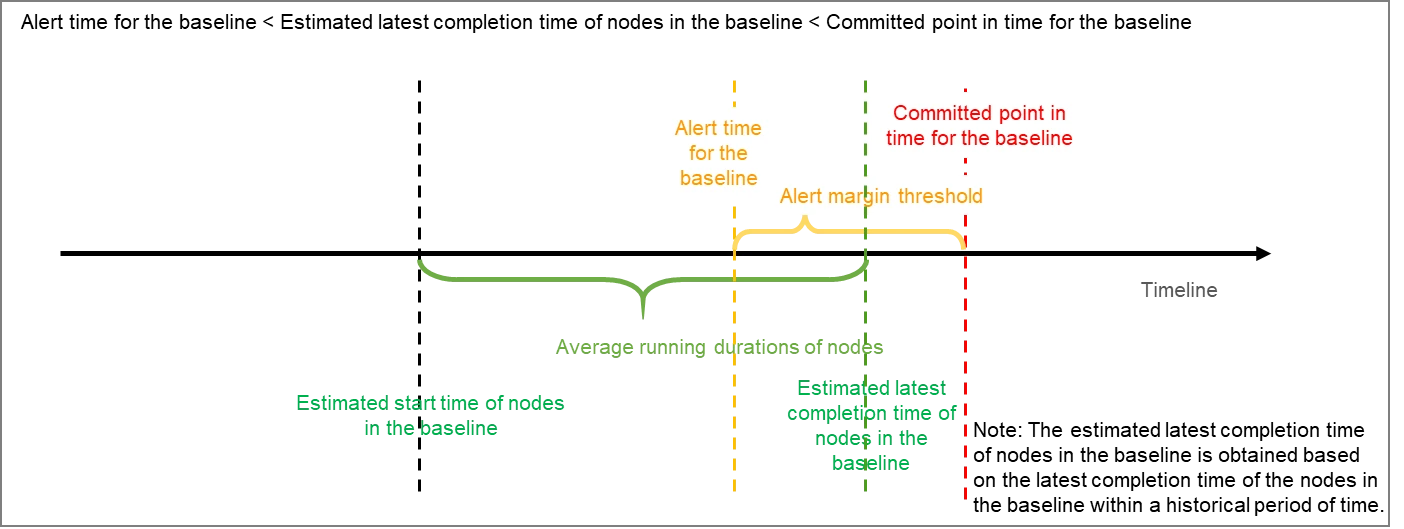 Alert time for the baseline < Estimated latest completion time of nodes in the baseline < Committed point in time for the baseline
Committed point in
time for the baseline
Alert time
for the
baseline
Alert margin threshold
Timeline
Average running durations of nodes
Estimated start time of nodes
in the baseline
Estimated latest
completion time of
nodes in the
baseline
Note: The estimated latest completion time
of nodes in the baseline is obtained based
on the latest completion time of the nodes in
the baseline within a historical period of time.